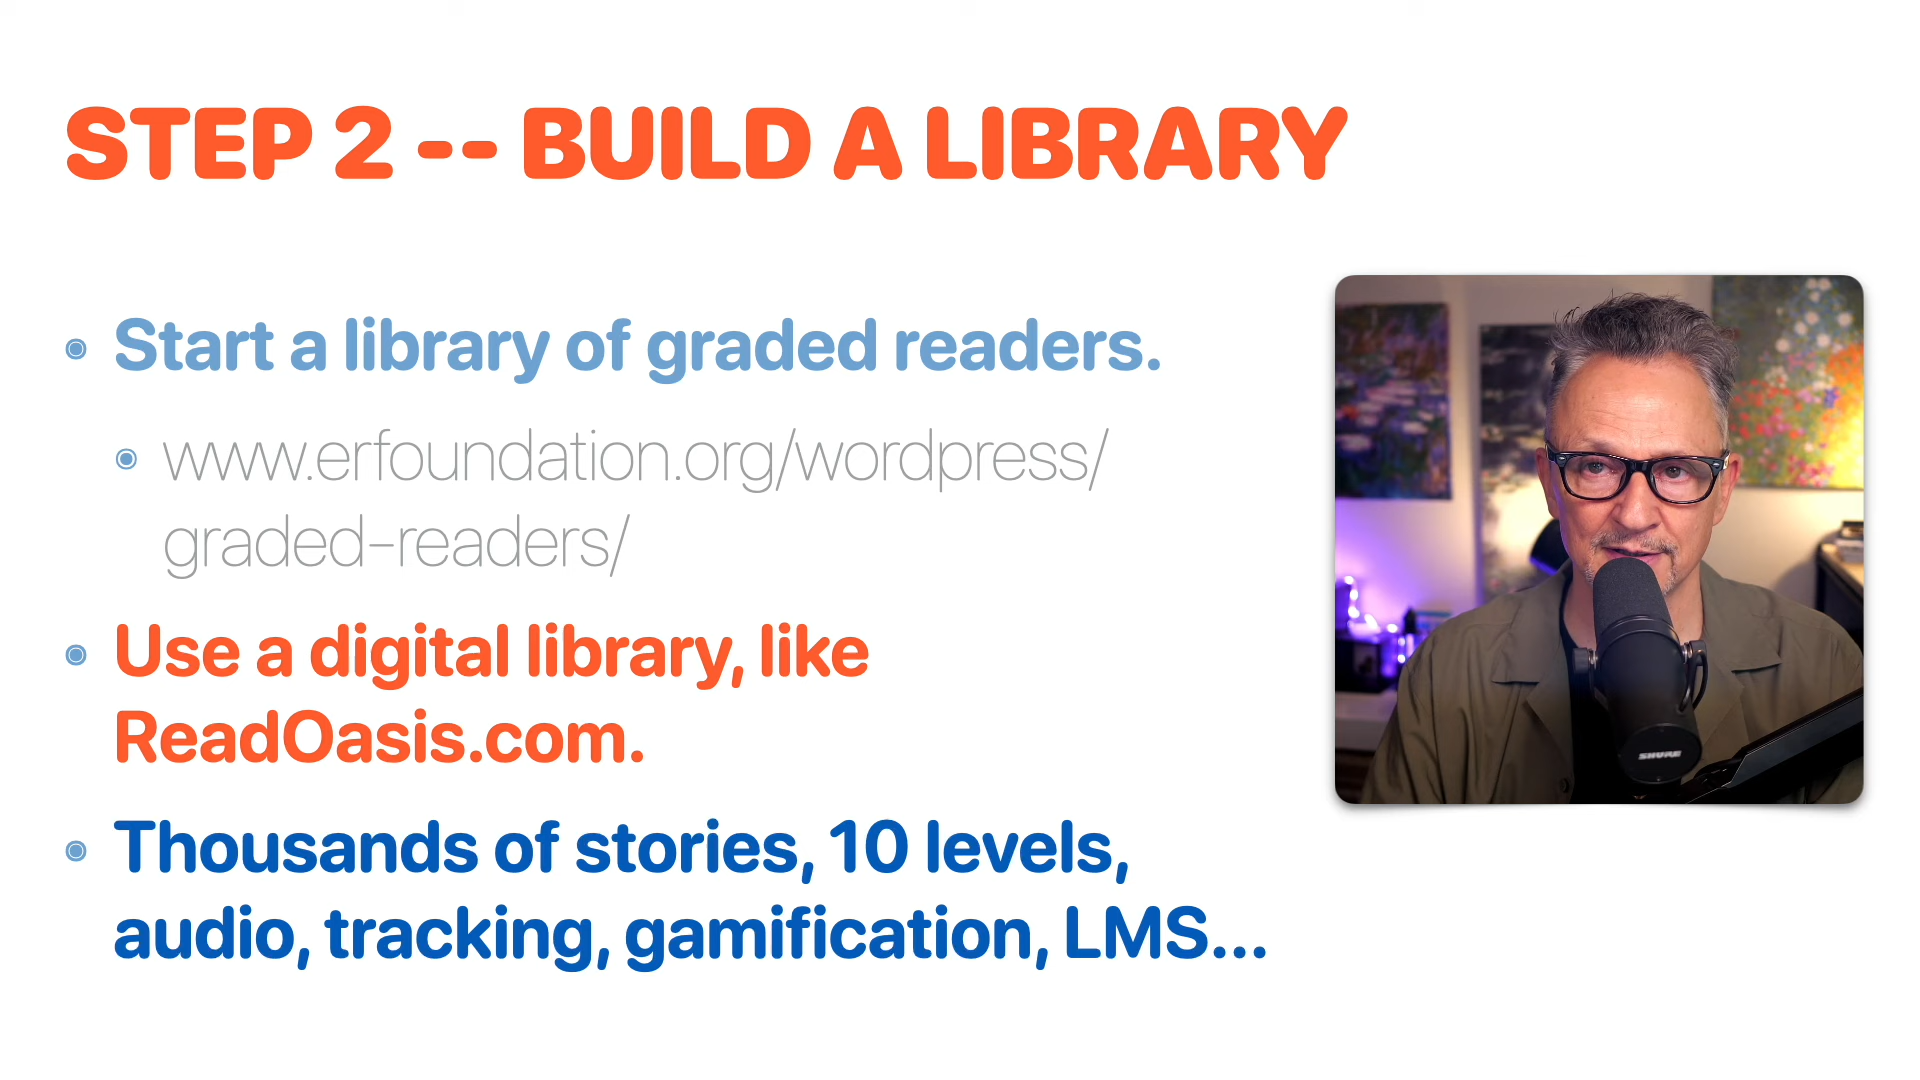 STEP 2 -- BUILD A LIBRARY
Start a library of graded readers.
www.erfoundation.org/wordpress/
graded-readers/
Use a digital library, like
ReadOasis.com.
Thousands of stories, 10 levels,
audio, tracking, gamification, LMS...
SHURE